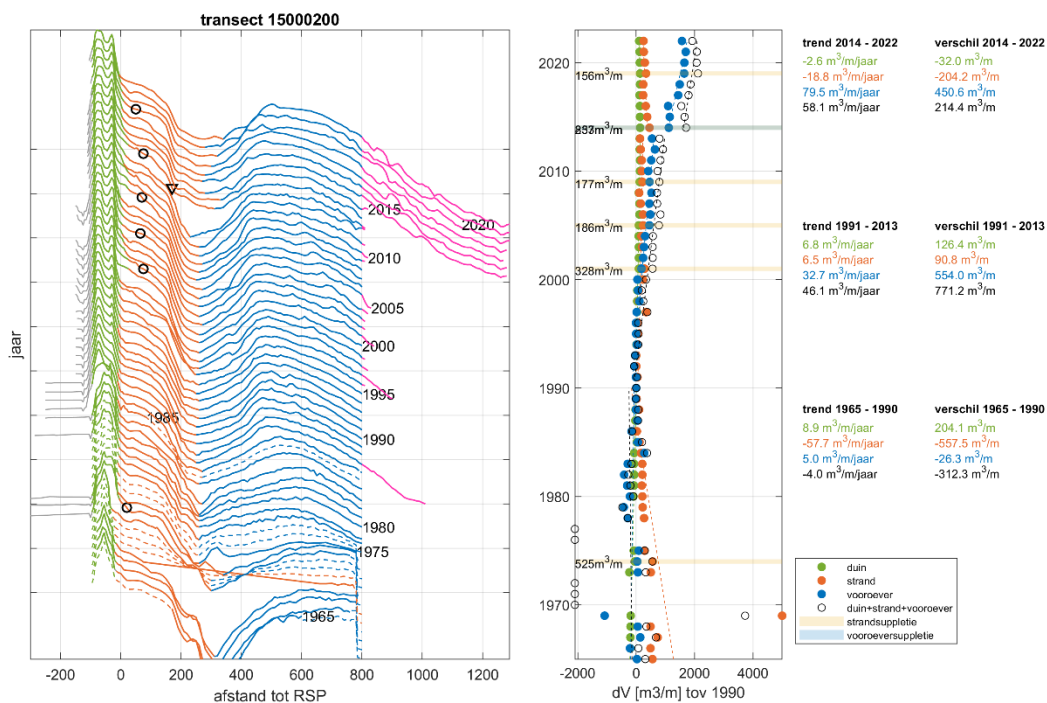 transect 15000200
jaar
2020
2015
2010
2005
2000
1995
1985
1990
1980
1975
1965
-200
0
200
400
600
800
1000
1200
afstand tot RSP
2020
2010
2000
1990
1980
1970
156m³/m
177m³/m
186m³/m
328m³/m
525m³/m
-2000
0
2000
4000
dV [m3/m] tov 1990
trend 2014 - 2022 verschil 2014 - 2022
-2.6 m³/m/jaar -32.0 m³/m
-18.8 m³/m/jaar -204.2 m³/m
79.5 m³/m/jaar 450.6 m³/m
58.1 m³/m/jaar 214.4 m³/m
trend 1991 - 2013 verschil 1991 - 2013
6.8 m³/m/jaar 126.4 m³/m
6.5 m³/m/jaar 90.8 m³/m
32.7 m³/m/jaar 554.0 m³/m
46.1 m³/m/jaar 771.2 m³/m
trend 1965 - 1990 verschil 1965 - 1990
8.9 m³/m/jaar 204.1 m³/m
-57.7 m³/m/jaar -557.5 m³/m
5.0 m³/m/jaar -26.3 m³/m
-4.0 m³/m/jaar -312.3 m³/m
duin
strand
vooroever
duin+strand+vooroever
strandsuppletie
vooroeversuppletie